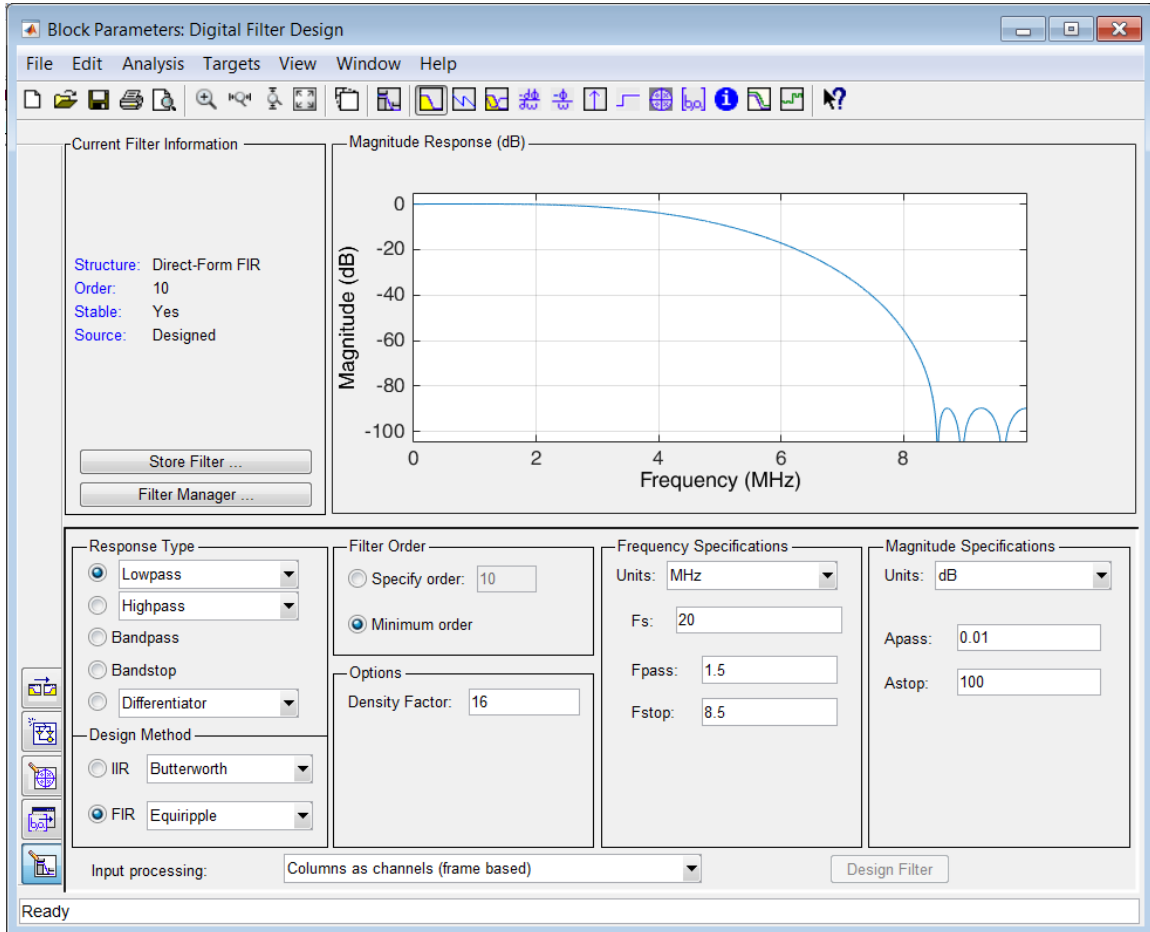 Block Parameters: Digital Filter Design
File Edit Analysis Targets View Window Help
Current Filter Information
Structure: Direct-Form FIR
Order: 10
Stable: Yes
Source: Designed
Store Filter ...
Filter Manager ...
Magnitude Response (dB)
Magnitude (dB)
0
-20
-40
-60
-80
-100
0 2 4 6 8
Frequency (MHz)
Response Type
Lowpass
Highpass
Bandpass
Bandstop
Differentiator
Design Method
IIR Butterworth
FIR Equiripple
Filter Order
Specify order: 10
Minimum order
Options
Density Factor: 16
Frequency Specifications
Units: MHz
Fs: 20
Fpass: 1.5
Fstop: 8.5
Magnitude Specifications
Units: dB
Apass: 0.01
Astop: 100
Input processing: Columns as channels (frame based)
Design Filter
Ready